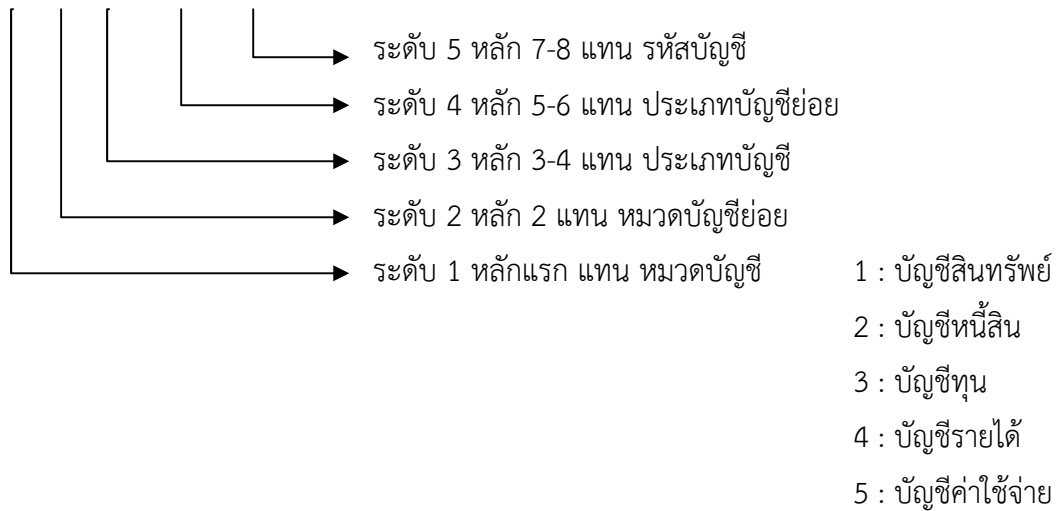 ระดับ 5 หลัก 7-8 แทน รหัสบัญชี
ระดับ 4 หลัก 5-6 แทน ประเภทบัญชีย่อย
ระดับ 3 หลัก 3-4 แทน ประเภทบัญชี
ระดับ 2 หลัก 2 แทน หมวดบัญชีย่อย
ระดับ 1 หลักแรก แทน หมวดบัญชี 1 : บัญชีสินทรัพย์
2 : บัญชีหนี้สิน
3 : บัญชีทุน
4 : บัญชีรายได้
5 : บัญชีค่าใช้จ่าย